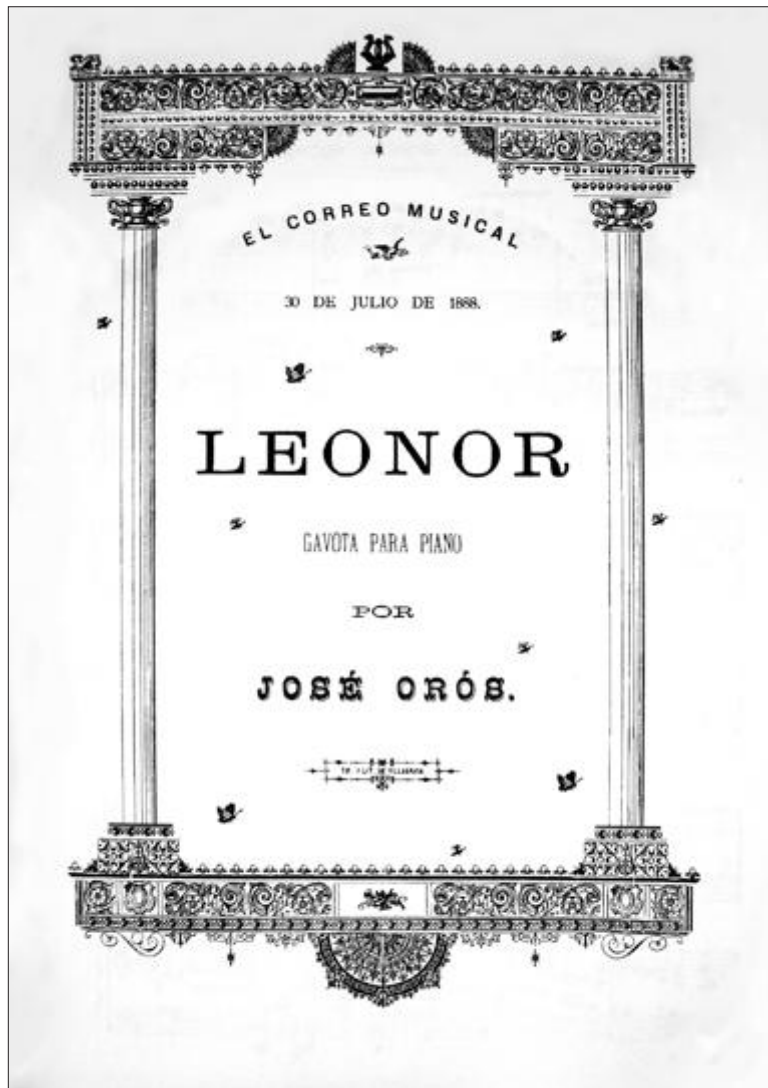 EL CORREO MUSICAL
30 DE JULIO DE 1888.
LEONOR
GAVOTA PARA PIANO
POR
JOSÉ ORÓS.